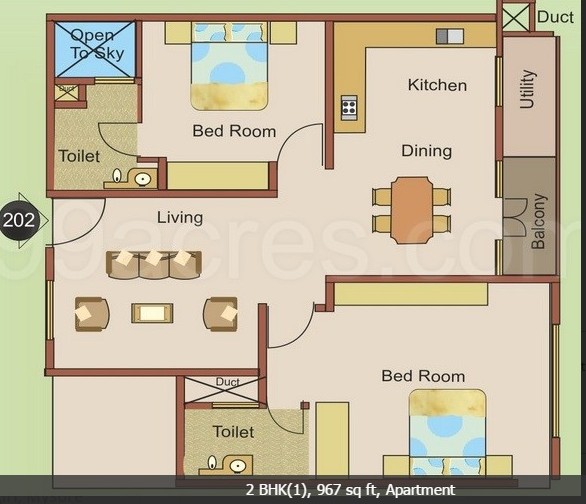 Duct
Open
To Sky
Duct
Kitchen
Utility
Bed Room
Toilet
Dining
202
Living
Balcony
99acres.com
Bed Room
Duct
Toilet
2 BHK(1), 967 sq ft, Apartment